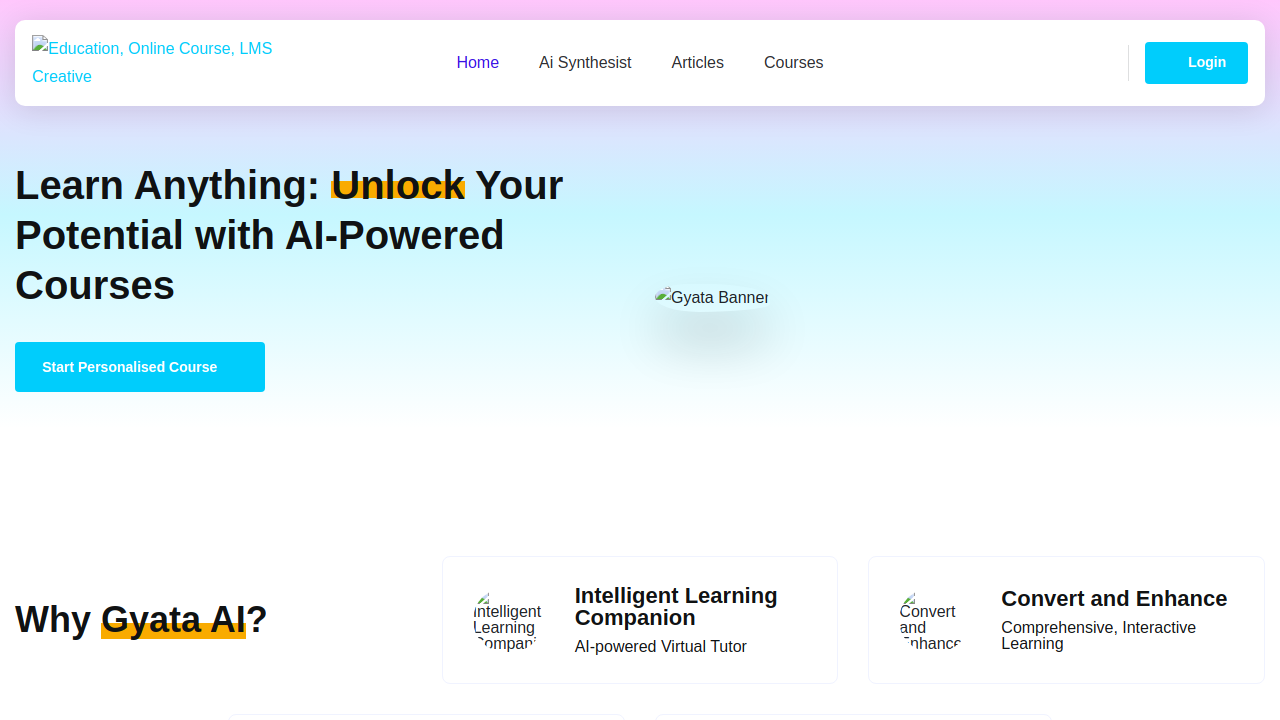 Education, Online Course, LMS
Creative
Home
Ai Synthesist
Articles
Courses
Login
Learn Anything: Unlock Your
Potential with AI-Powered
Courses
Gyata Banner
Start Personalised Course
Why Gyata AI?
Intelligent
Learning
Intelligent Learning
Companion
AI-powered Virtual Tutor
Convert
and
Enhance
Convert and Enhance
Comprehensive, Interactive
Learning